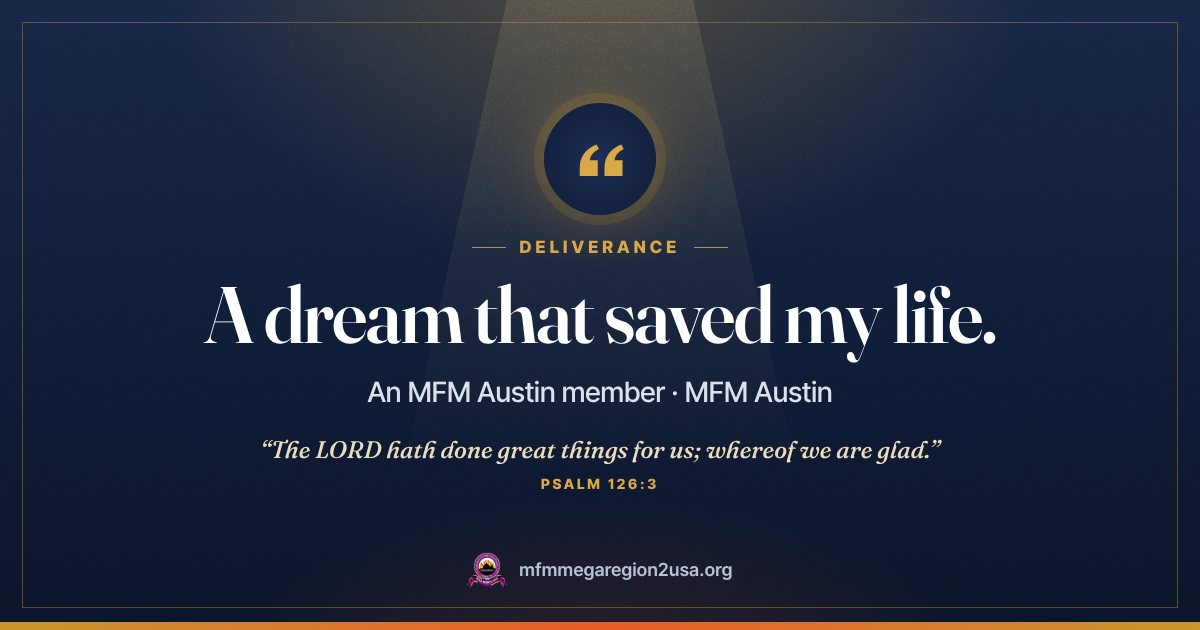 “
DELIVERANCE
A dream that saved my life.
An MFM Austin member · MFM Austin
“The LORD hath done great things for us; whereof we are glad.”
PSALM 126:3
mfmmegaregion2usa.org